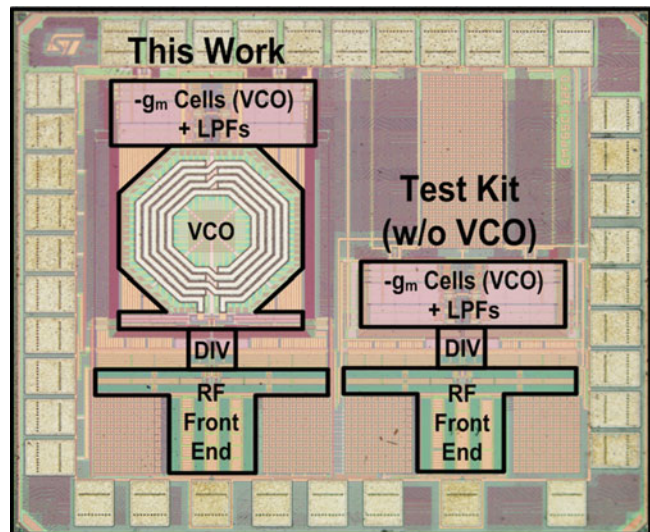 ST
This Work
-gm Cells (VCO)
+ LPFs
VCO
DIV
RF
Front
End
Test Kit
(w/o VCO)
-gm Cells (VCO)
+ LPFs
DIV
RF
Front
End